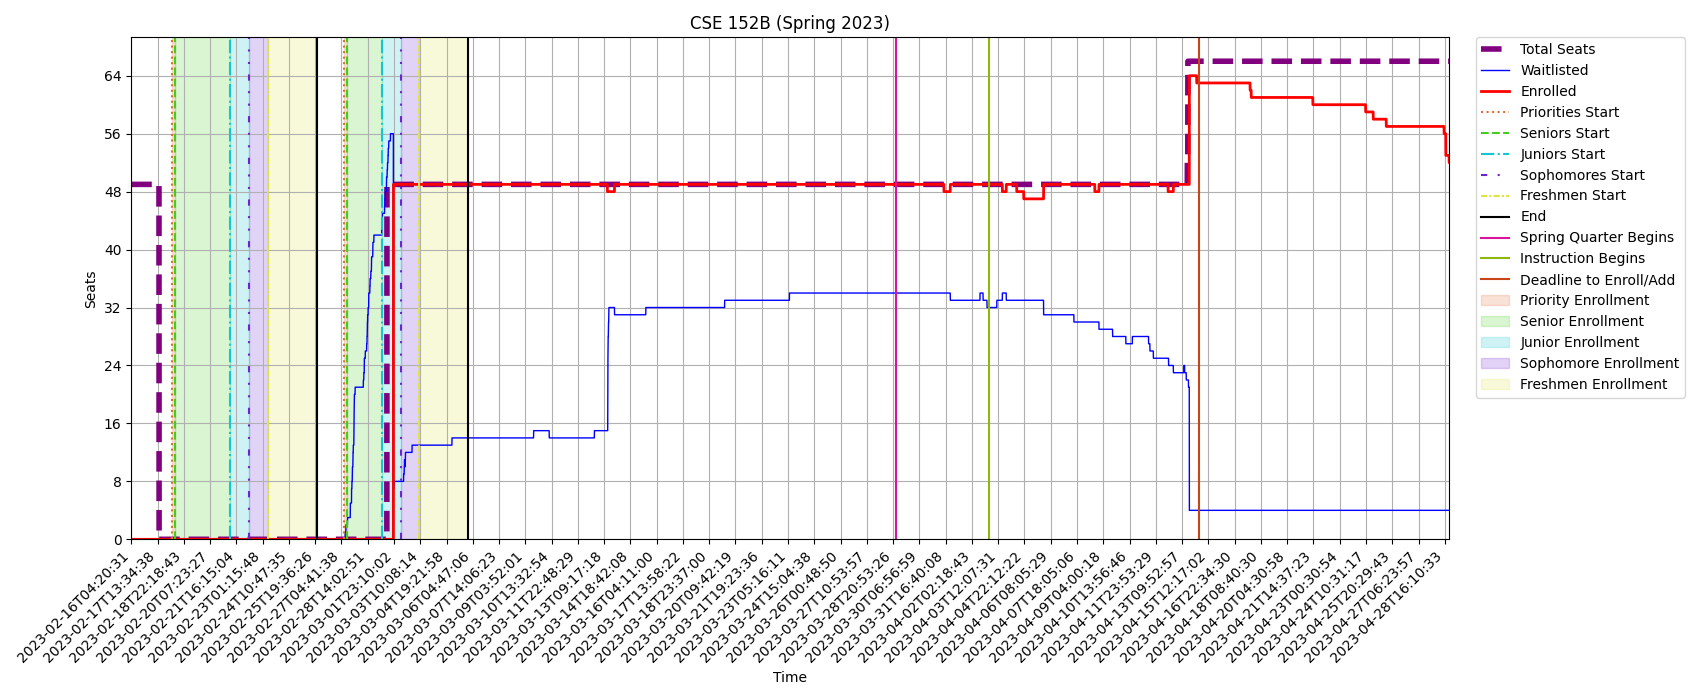 CSE 152B (Spring 2023)
Seats
64
56
48
40
32
24
16
8
0
2023-02-16T04:20:31
2023-02-17T13:34:38
2023-02-18T22:18:43
2023-02-20T07:23:27
2023-02-21T16:15:04
2023-02-23T01:15:48
2023-02-24T10:47:35
2023-02-25T19:36:26
2023-02-27T04:41:38
2023-02-28T14:02:51
2023-03-01T23:10:02
2023-03-03T10:08:14
2023-03-04T19:21:58
2023-03-06T04:47:06
2023-03-07T14:06:23
2023-03-09T03:52:01
2023-03-10T13:32:54
2023-03-11T22:48:29
2023-03-13T09:17:18
2023-03-14T18:42:08
2023-03-16T04:11:00
2023-03-17T13:58:22
2023-03-18T23:37:00
2023-03-20T09:42:19
2023-03-21T19:23:36
2023-03-23T05:16:11
2023-03-24T15:04:38
2023-03-26T00:48:50
2023-03-27T10:53:57
2023-03-28T20:53:26
2023-03-30T06:56:59
2023-03-31T16:40:08
2023-04-02T02:18:43
2023-04-03T12:07:31
2023-04-04T22:12:22
2023-04-06T08:05:29
2023-04-07T18:05:06
2023-04-09T04:00:18
2023-04-10T13:56:46
2023-04-11T23:53:29
2023-04-13T09:52:57
2023-04-15T12:17:02
2023-04-16T22:34:30
2023-04-18T08:40:30
2023-04-20T04:30:58
2023-04-21T14:37:23
2023-04-23T00:30:54
2023-04-24T10:31:17
2023-04-25T20:29:43
2023-04-27T06:23:57
2023-04-28T16:10:33
Time
Total Seats
Waitlisted
Enrolled
Priorities Start
Seniors Start
Juniors Start
Sophomores Start
Freshmen Start
End
Spring Quarter Begins
Instruction Begins
Deadline to Enroll/Add
Priority Enrollment
Senior Enrollment
Junior Enrollment
Sophomore Enrollment
Freshmen Enrollment